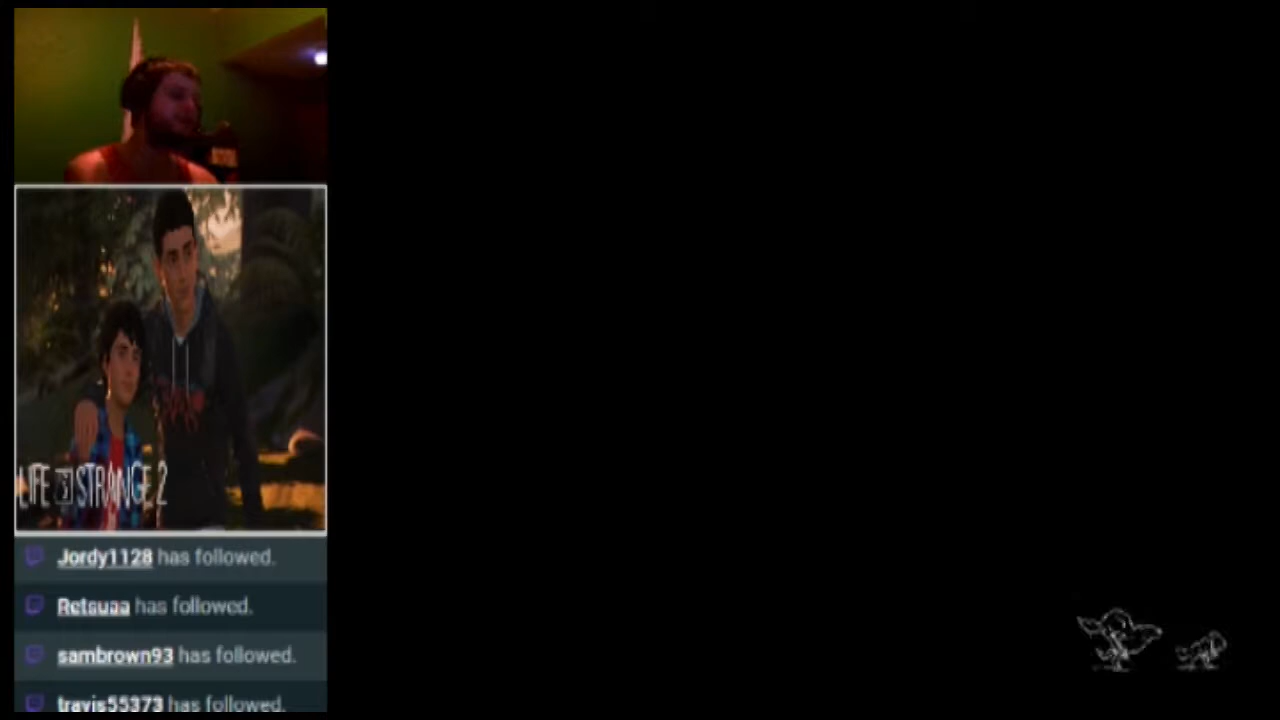 LIFE IS STRANGE 2
Jordy1128 has followed.
Retsuaa has followed.
sambrown93 has followed.
travis55373 has followed.